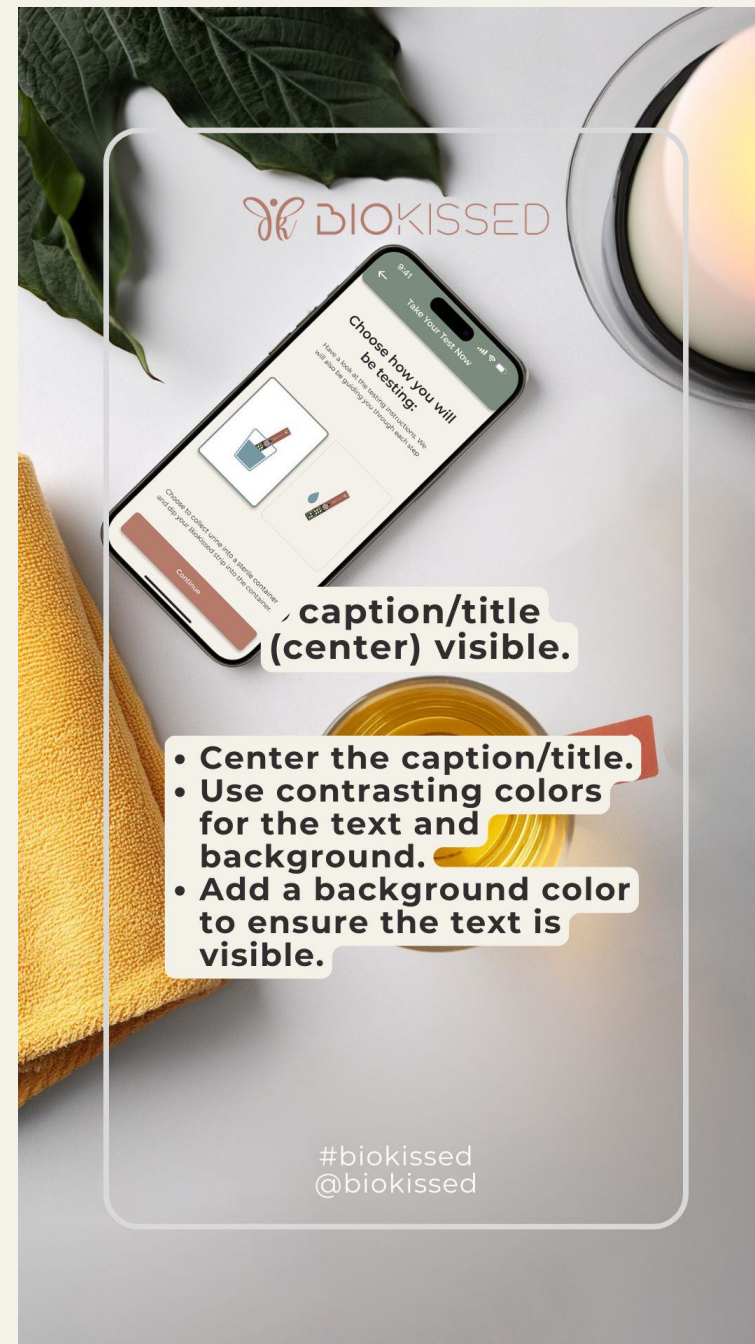 BIOKISSED
9:41
Take Your Test Now
Choose how you will
be testing:
Have a look at the testing instructions. We
will also be guiding you through each step
Choose to collect urine into a sterile container
and dip your BioKissed strip into the container.
Continue
caption/title
(center) visible.
• Center the caption/title.
• Use contrasting colors
for the text and
background.
• Add a background color
to ensure the text is
visible.
#biokissed
@biokissed